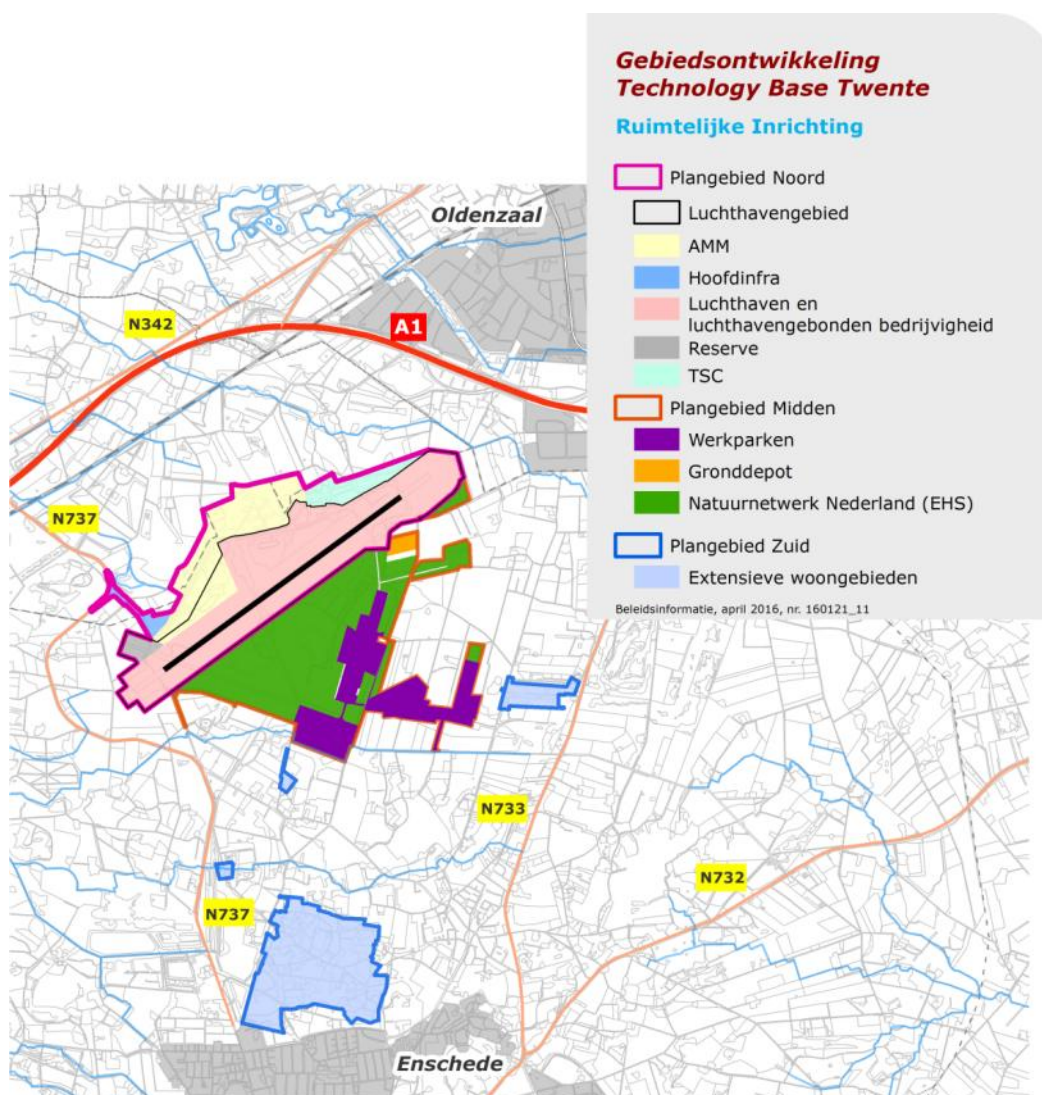 Gebiedsontwikkeling
Technology Base Twente
Ruimtelijke Inrichting
Plangebied Noord
Luchthavengebied
AMM
Hoofdinfra
Luchthaven en
luchthavengebonden bedrijvigheid
Reserve
TSC
Plangebied Midden
Werkparken
Gronddepot
Natuurnetwerk Nederland (EHS)
Plangebied Zuid
Extensieve woongebieden
Beleidsinformatie, april 2016, nr. 160121_11
Oldenzaal
N342
A1
N737
N733
N732
N737
Enschede